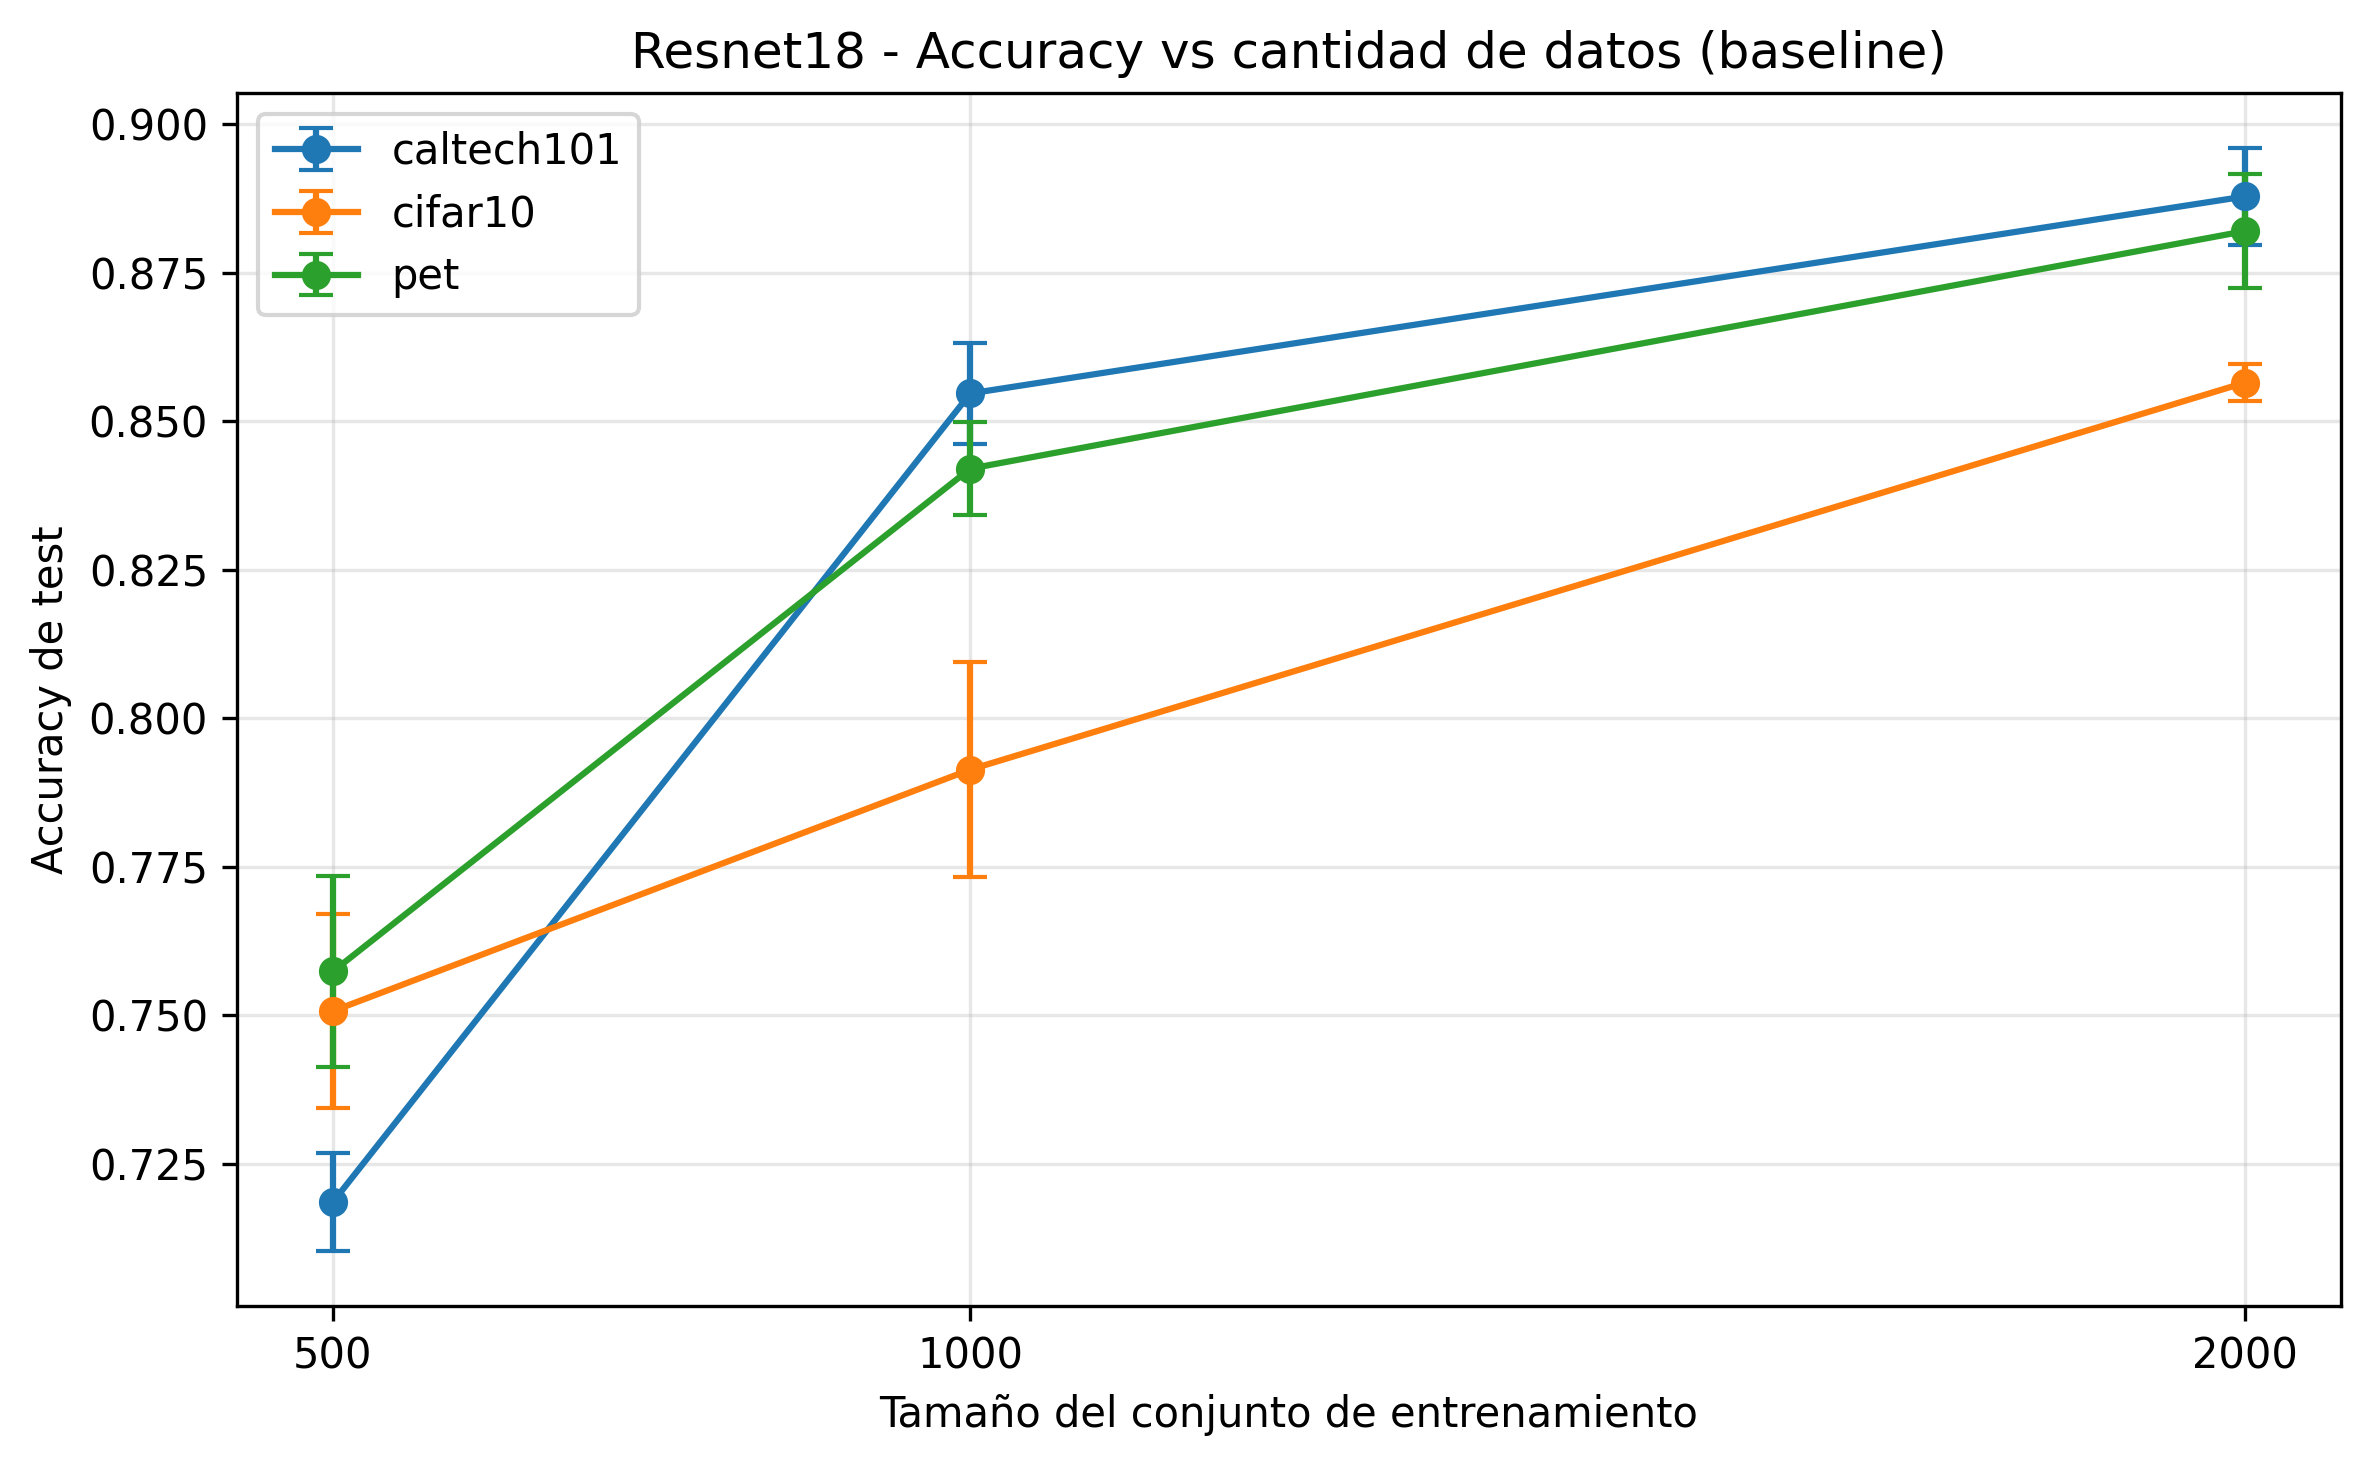 Resnet18 - Accuracy vs cantidad de datos (baseline)
caltech101
cifar10
pet
Accuracy de test
0.900
0.875
0.850
0.825
0.800
0.775
0.750
0.725
500 1000 2000
Tamaño del conjunto de entrenamiento